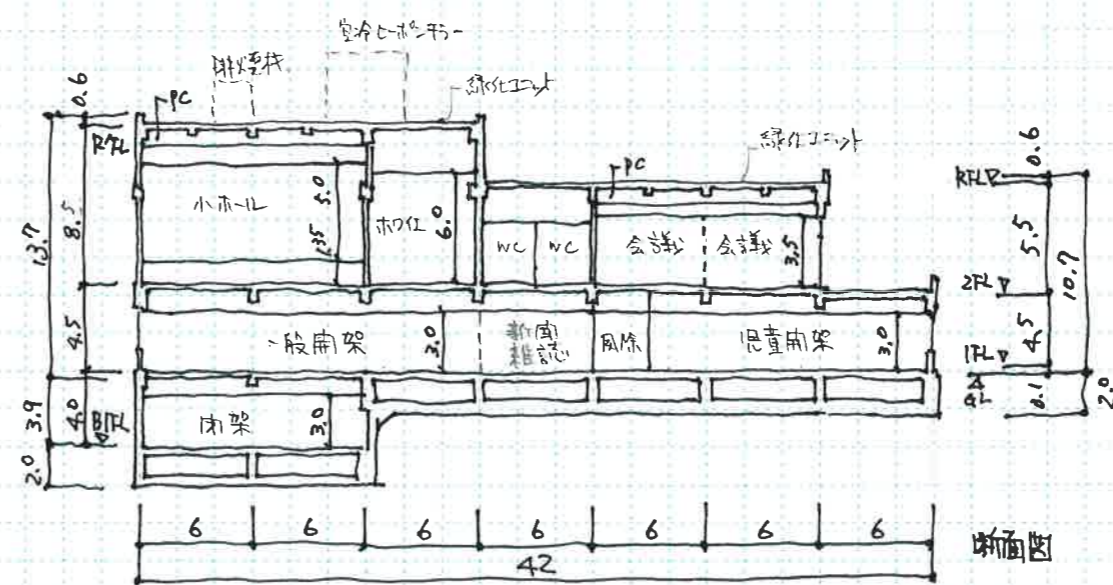 空冷ヒーポンチラー
排煙機
緑化ユニット
PC
緑化ユニット
PC
0.6
RFL
小ホール
5.0
1.35
ホワイエ
6.0
WC
WC
会議
会議
3.5
13.7
8.5
4.5
3.9
4.0
B1FL
2.0
一般開架
3.0
新聞
雑誌
風除
児童開架
3.0
閉架
3.0
0.6
RFL
5.5
10.7
2FL
4.5
1FL
GL
0.1
2.0
6
6
6
6
6
6
6
42
断面図